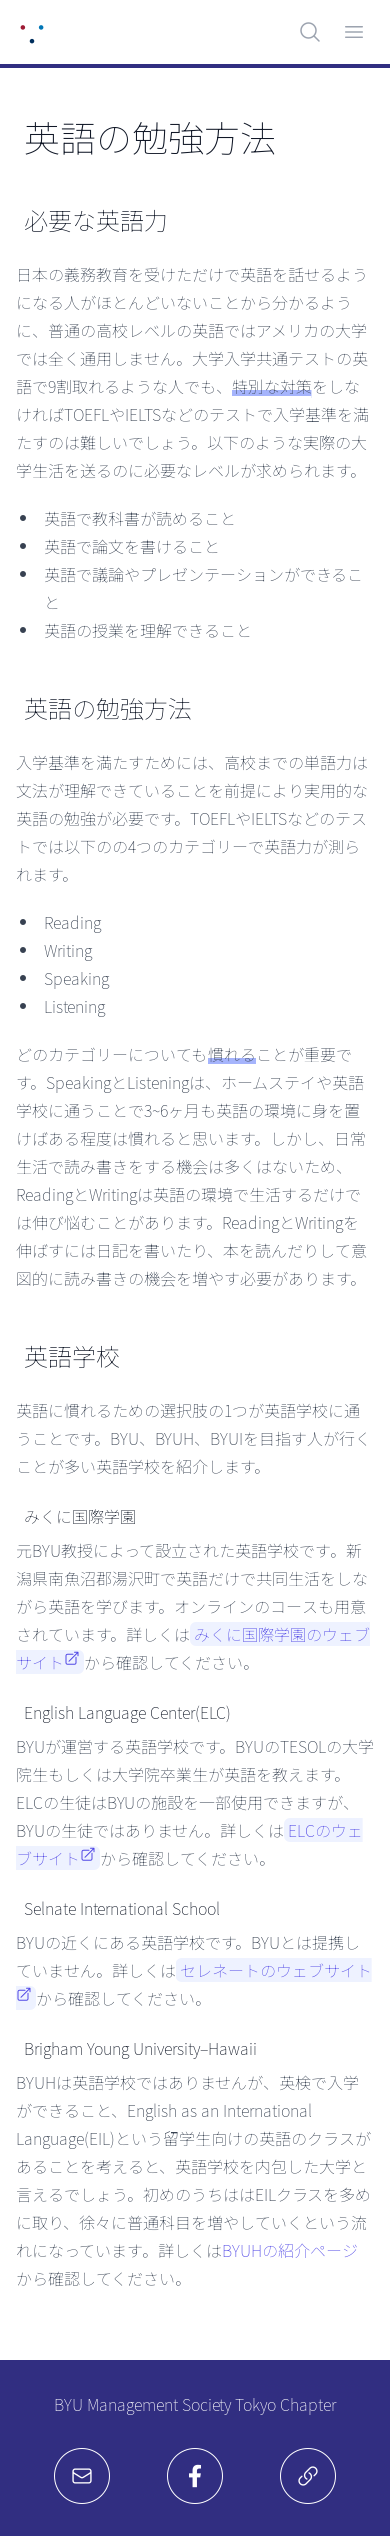 英語の勉強方法
必要な英語力
日本の義務教育を受けただけで英語を話せるよう
になる人がほとんどいないことから分かるよう
に、普通の高校レベルの英語ではアメリカの大学
では全く通用しません。大学入学共通テストの英
語で9割取れるような人でも、特別な対策をしな
ければTOEFLやIELTSなどのテストで入学基準を満
たすのは難しいでしょう。以下のような実際の大
学生活を送るのに必要なレベルが求められます。
英語で教科書が読めること
英語で論文を書けること
英語で議論やプレゼンテーションができるこ
と
英語の授業を理解できること
英語の勉強方法
入学基準を満たすためには、高校までの単語力は
文法が理解できていることを前提により実用的な
英語の勉強が必要です。TOEFLやIELTSなどのテス
トでは以下のの4つのカテゴリーで英語力が測ら
れます。
Reading
Writing
Speaking
Listening
どのカテゴリーについても慣れることが重要で
す。SpeakingとListeningは、ホームステイや英語
学校に通うことで3~6ヶ月も英語の環境に身を置
けばある程度は慣れると思います。しかし、日常
生活で読み書きをする機会は多くはないため、
ReadingとWritingは英語の環境で生活するだけで
は伸び悩むことがあります。ReadingとWritingを
伸ばすには日記を書いたり、本を読んだりして意
図的に読み書きの機会を増やす必要があります。
英語学校
英語に慣れるための選択肢の1つが英語学校に通
うことです。BYU、BYUH、BYUIを目指す人が行く
ことが多い英語学校を紹介します。
みくに国際学園
元BYU教授によって設立された英語学校です。新
潟県南魚沼郡湯沢町で英語だけで共同生活をしな
がら英語を学びます。オンラインのコースも用意
されています。詳しくはみくに国際学園のウェブ
サイトから確認してください。
English Language Center(ELC)
BYUが運営する英語学校です。BYUのTESOLの大学
院生もしくは大学院卒業生が英語を教えます。
ELCの生徒はBYUの施設を一部使用できますが、
BYUの生徒ではありません。詳しくはELCのウェ
ブサイトから確認してください。
Selnate International School
BYUの近くにある英語学校です。BYUとは提携し
ていません。詳しくはセレネートのウェブサイト
から確認してください。
Brigham Young University–Hawaii
BYUHは英語学校ではありませんが、英検で入学
ができること、English as an International
Language(EIL)という留学生向けの英語のクラスが
あることを考えると、英語学校を内包した大学と
言えるでしょう。初めのうちははEILクラスを多め
に取り、徐々に普通科目を増やしていくという流
れになっています。詳しくはBYUHの紹介ページ
から確認してください。
BYU Management Society Tokyo Chapter